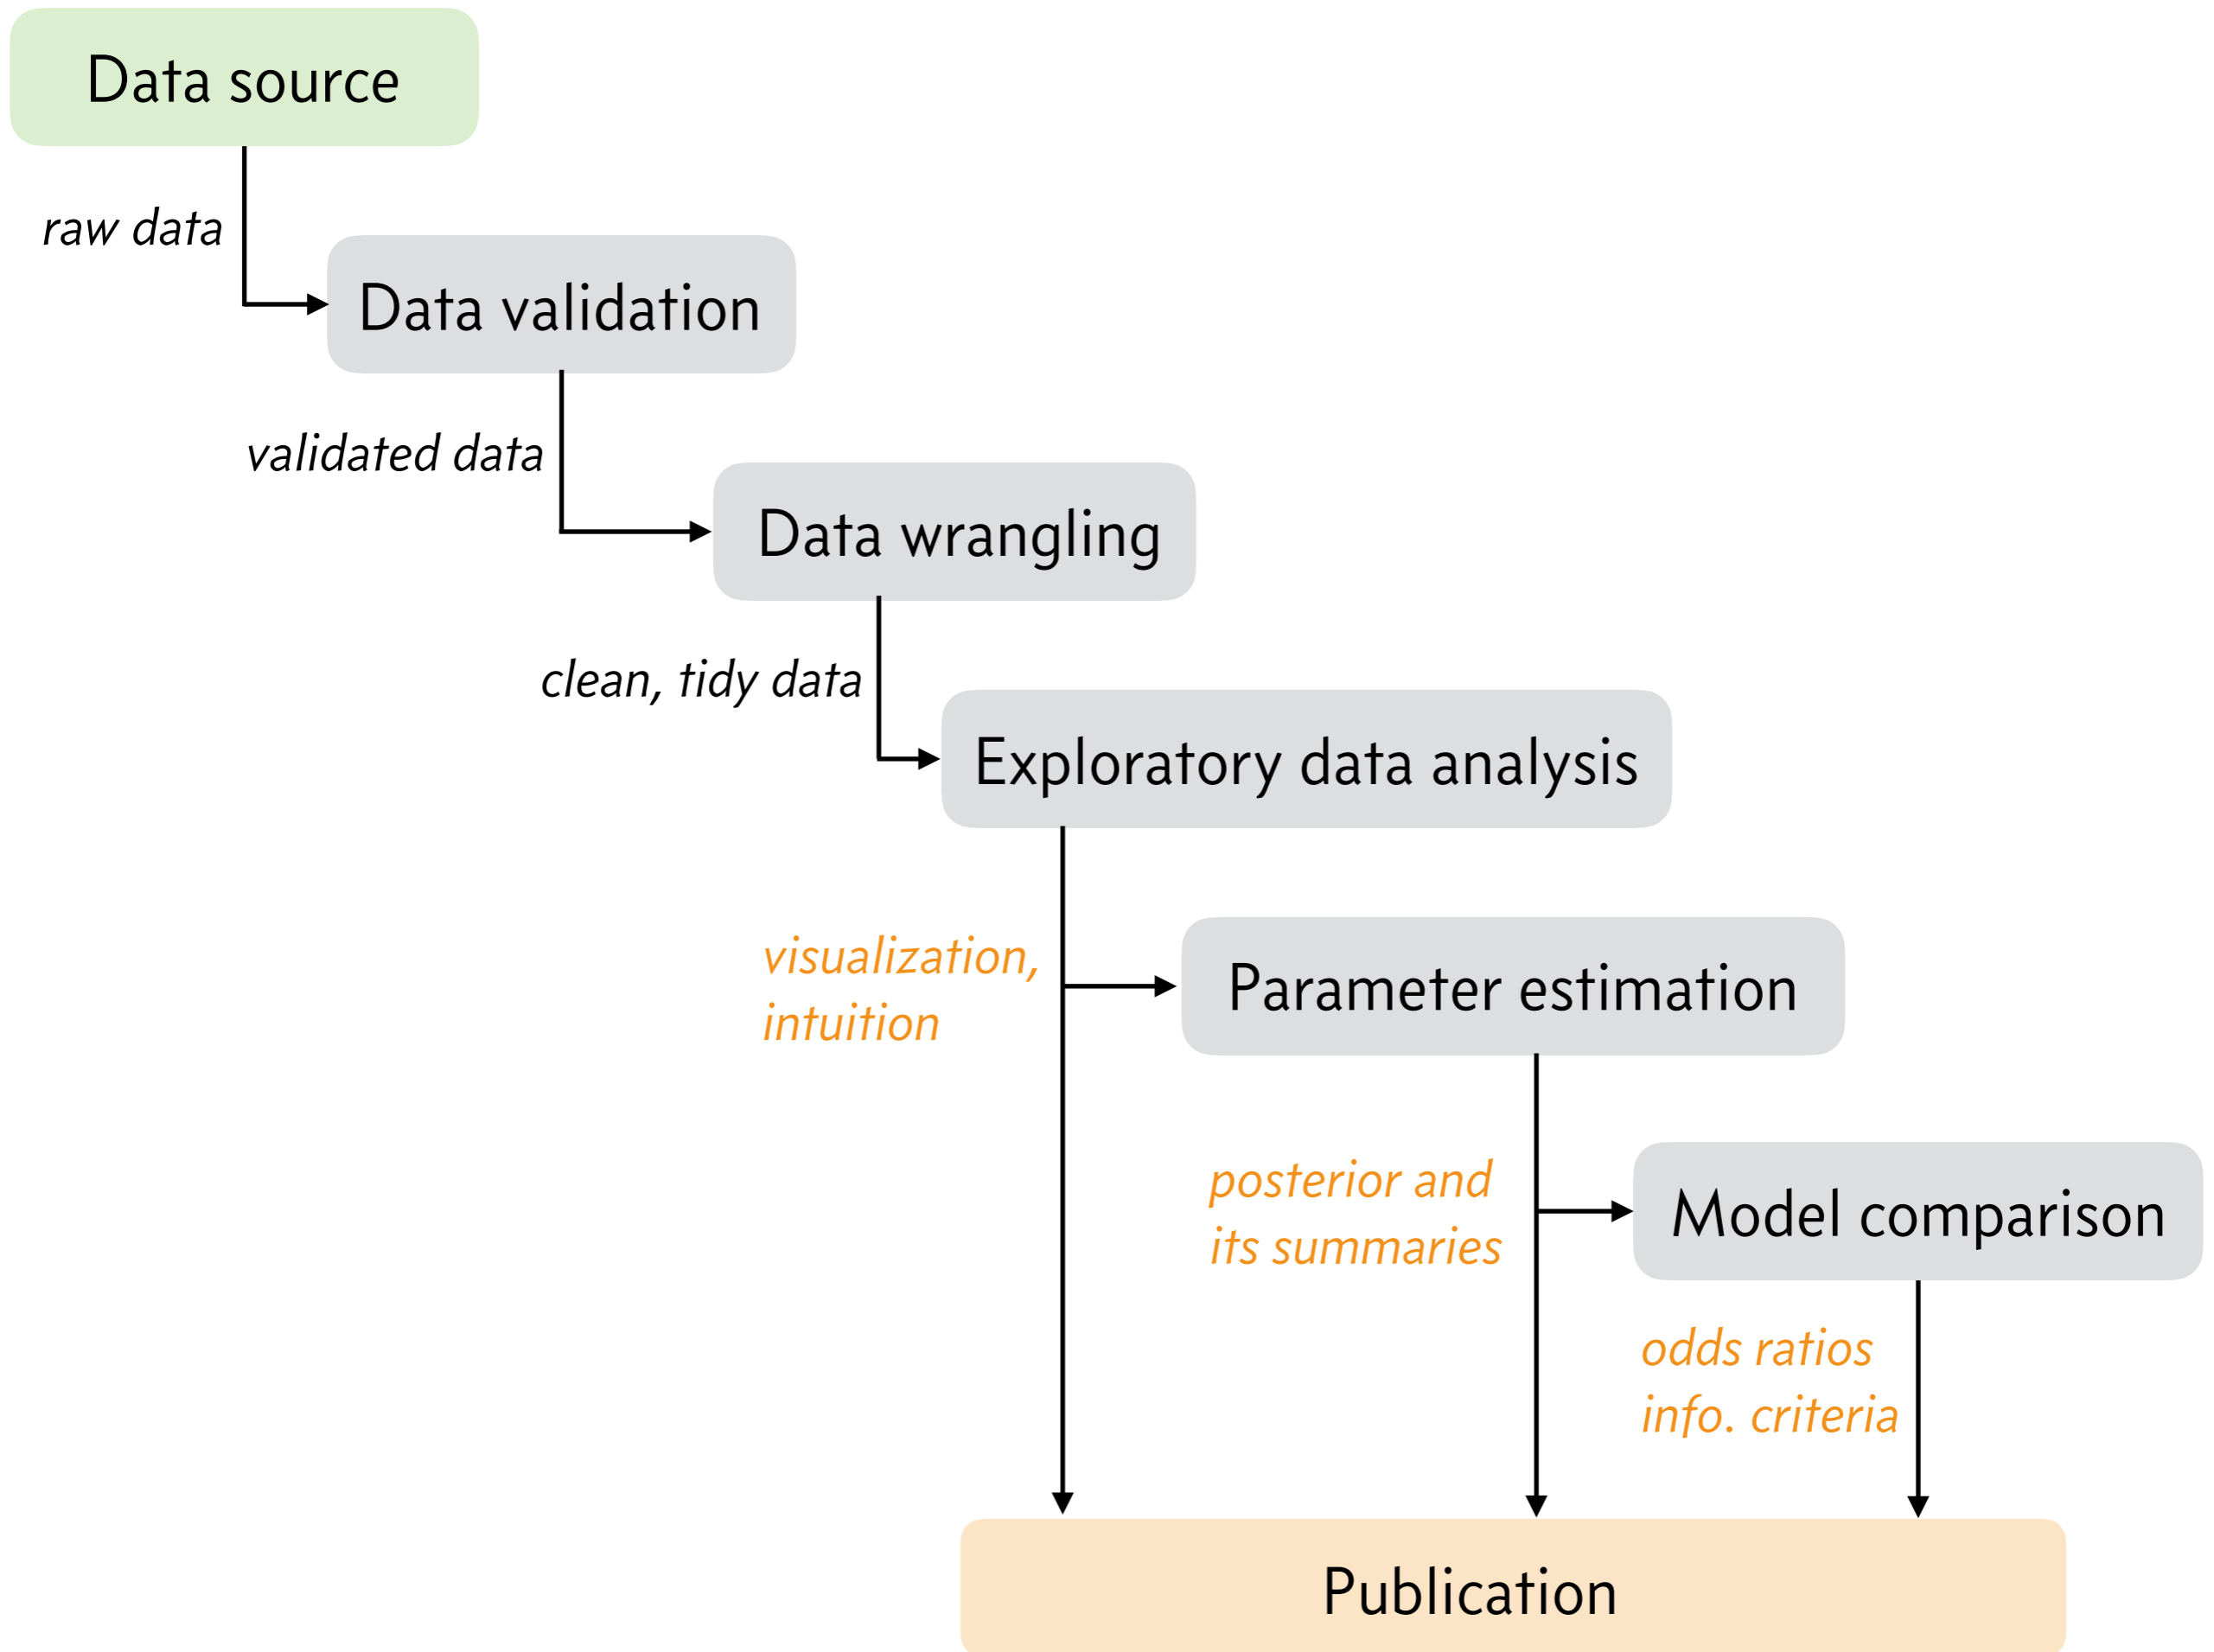 Data source
raw data
Data validation
validated data
Data wrangling
clean, tidy data
Exploratory data analysis
visualization,
intuition
Parameter estimation
posterior and
its summaries
Model comparison
odds ratios
info. criteria
Publication